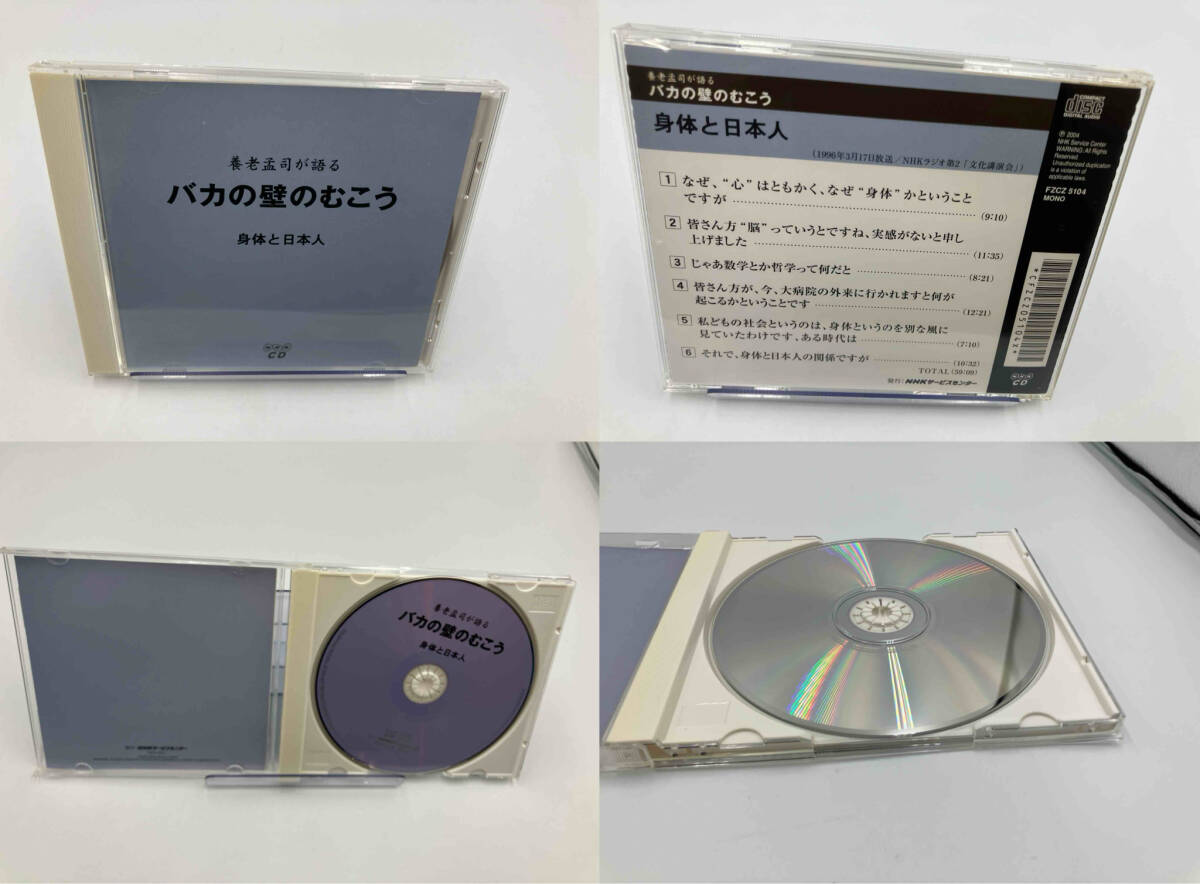 養老孟司が語る
バカの壁のむこう
身体と日本人
NHK
CD
養老孟司が語る
バカの壁のむこう
身体と日本人
(1996年3月17日放送/NHKラジオ第2「文化講演会」)
1 なぜ、“心”はともかく、なぜ“身体”かということ
ですが (9:10)
2 皆さん方“脳”っていうとですね、実感がないと申し
上げました (11:35)
3 じゃあ数学とか哲学って何だと (8:21)
4 皆さん方が、今、大病院の外来に行かれますと何が
起こるかということです (12:21)
5 私どもの社会というのは、身体というのを別な風に
見ていたわけです、ある時代は (7:10)
6 それで、身体と日本人の関係ですが (10:32)
TOTAL (59:09)
発行:NHKサービスセンター
COMPACT
disc
DIGITAL AUDIO
Ⓟ 2004
NHK Service Center
WARNING. All Rights
Reserved
Unauthorized duplication
is a violation of
applicable laws.
FZCZ 5104
MONO
*CFZCZ05104x*
NHK
CD
養老孟司が語る
バカの壁のむこう
身体と日本人